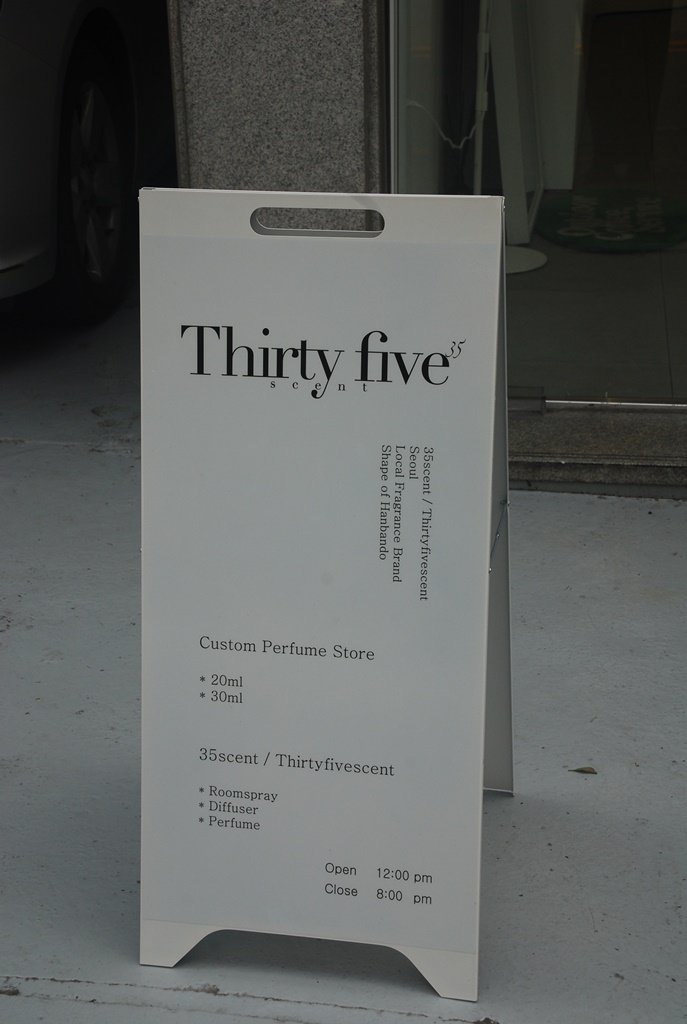 Thirty five 35
scent
35scent / Thirtyfivescent
Seoul
Local Fragrance Brand
Shape of Hanbando
Custom Perfume Store
* 20ml
* 30ml
35scent / Thirtyfivescent
* Roomspray
* Diffuser
* Perfume
Open 12:00 pm
Close 8:00 pm